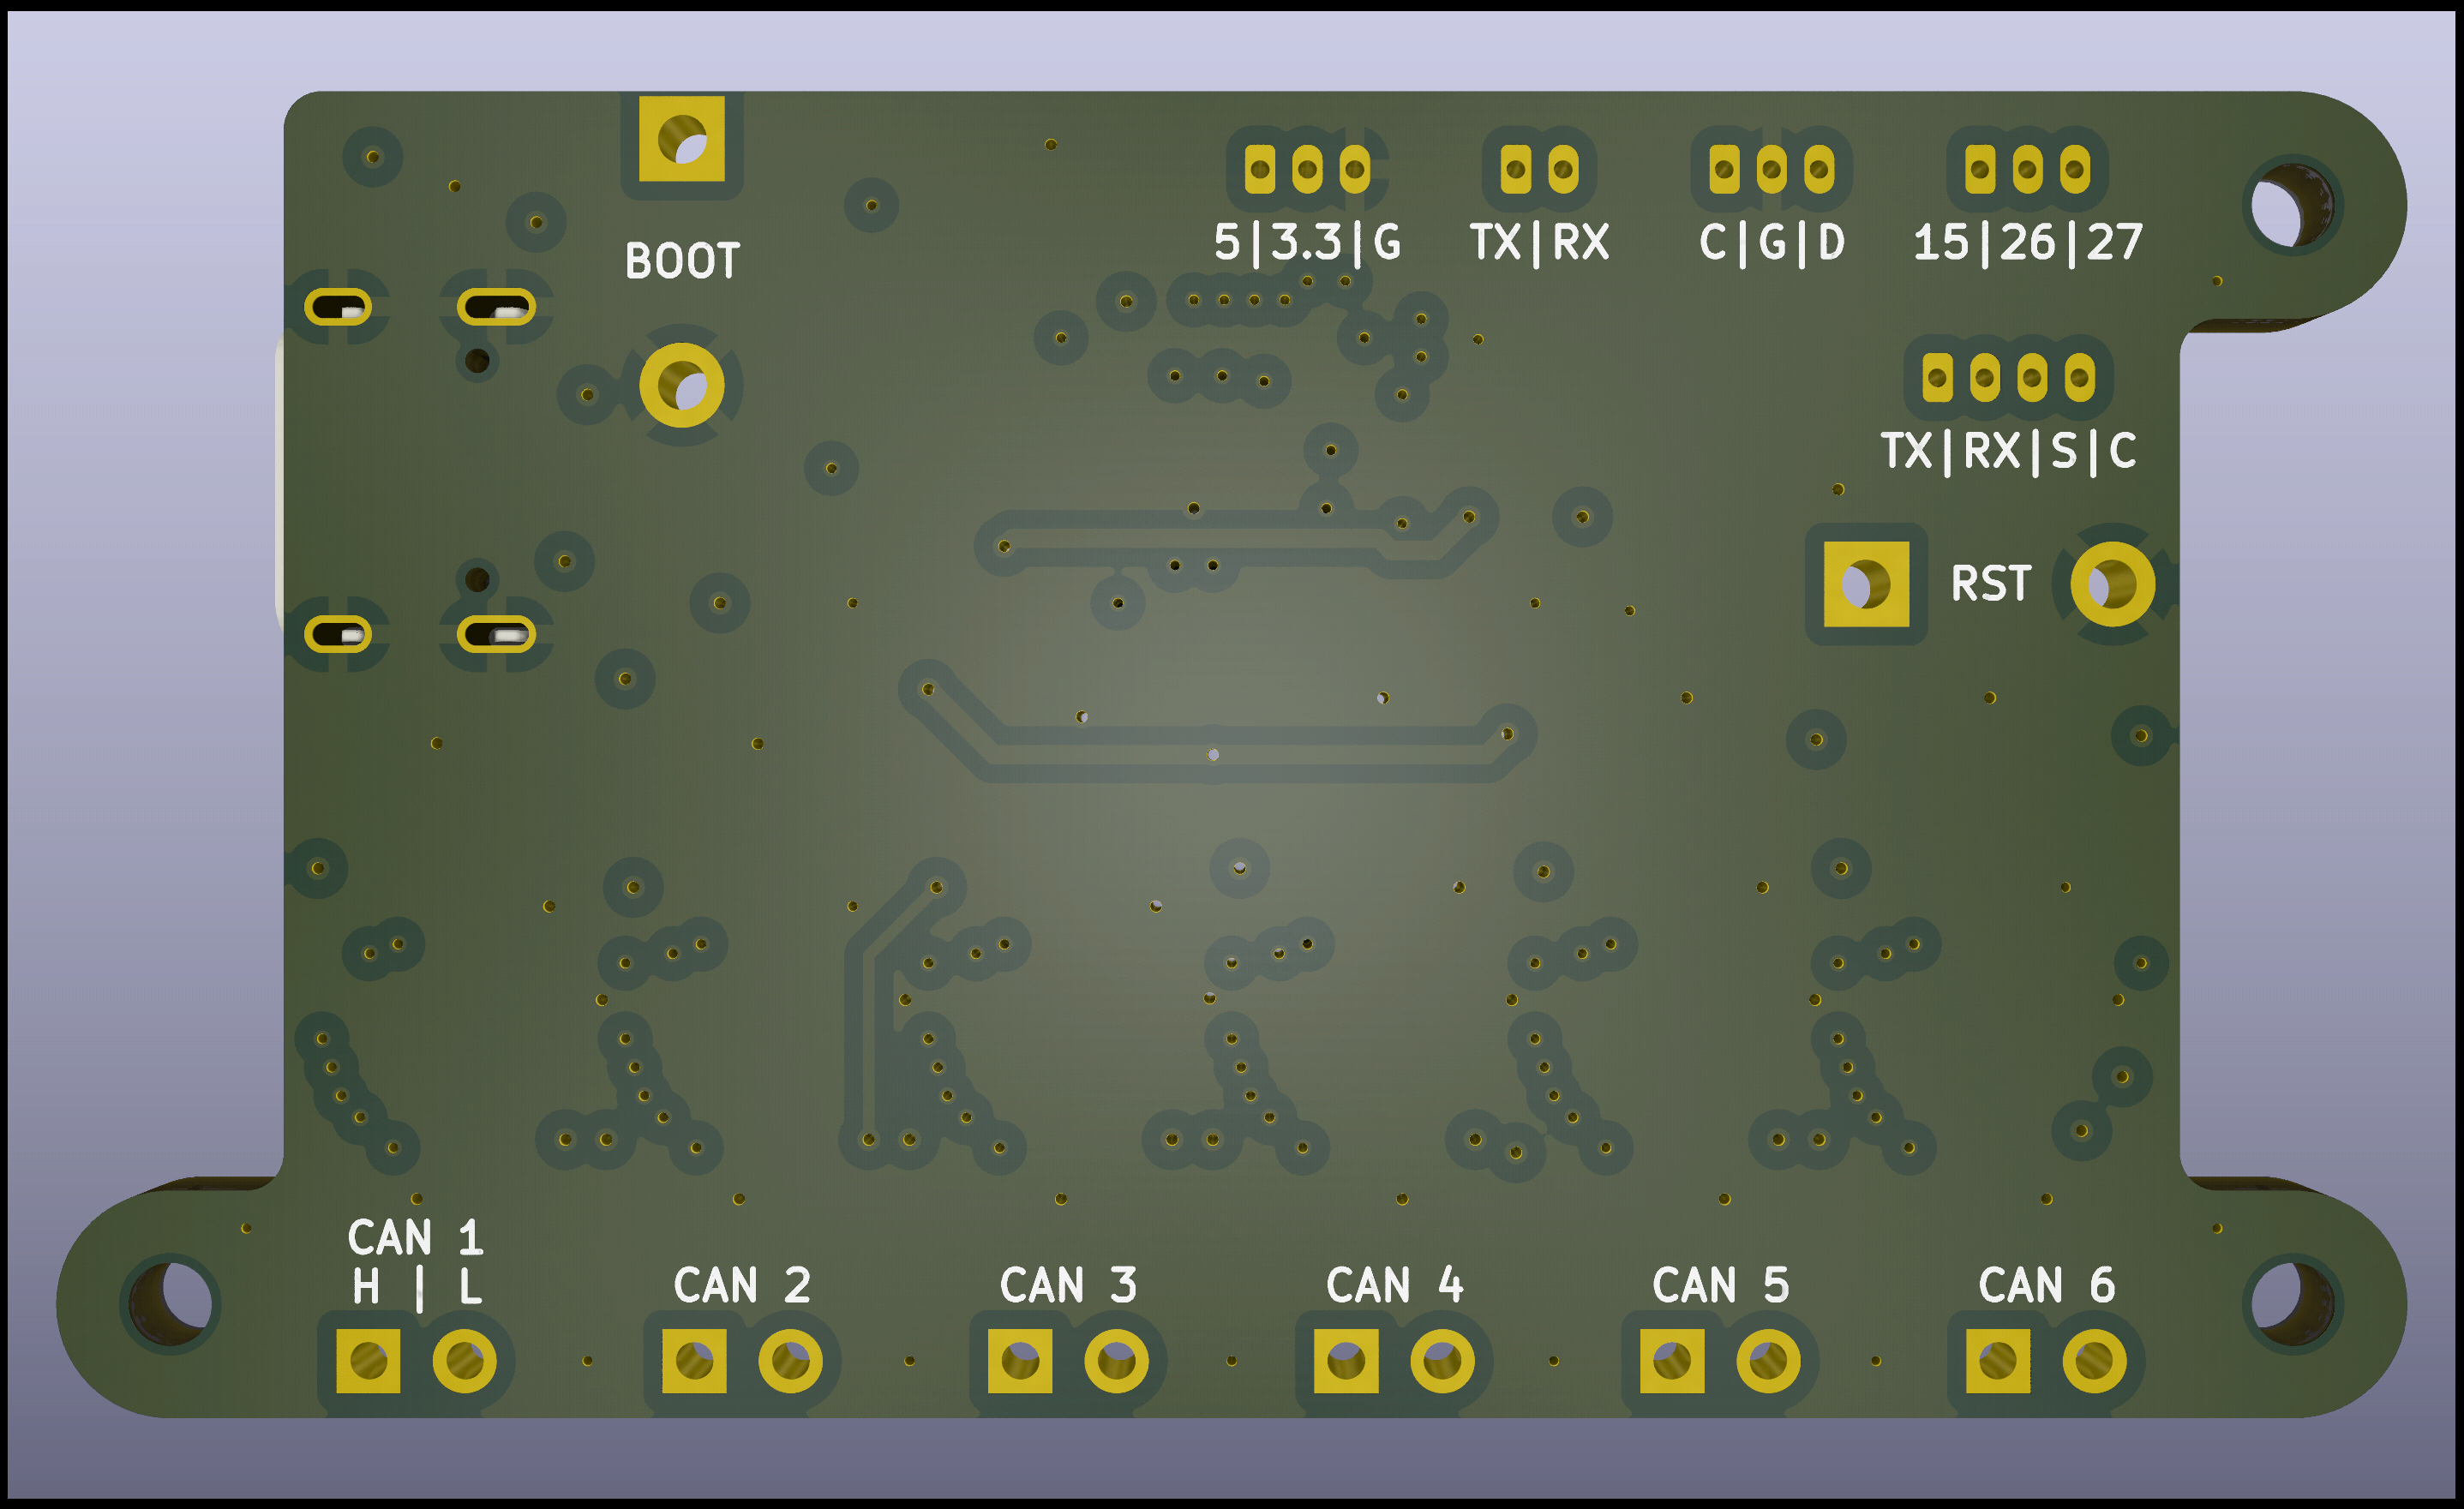 BOOT
5|3.3|G
TX|RX
C|G|D
15|26|27
TX|RX|S|C
RST
CAN 1
H | L
CAN 2
CAN 3
CAN 4
CAN 5
CAN 6